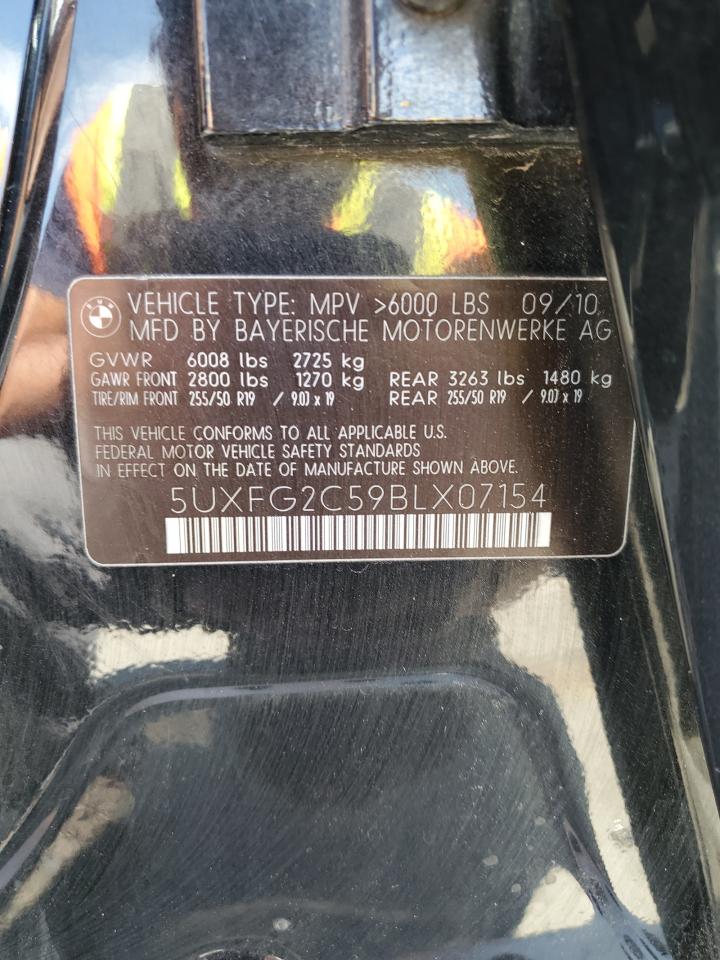 BMW
VEHICLE TYPE: MPV >6000 LBS 09/10
MFD BY BAYERISCHE MOTORENWERKE AG
GVWR 6008 lbs 2725 kg
GAWR FRONT 2800 lbs 1270 kg REAR 3263 lbs 1480 kg
TIRE/RIM FRONT 255/50 R19 / 9.0J x 19 REAR 255/50 R19 / 9.0J x 19
THIS VEHICLE CONFORMS TO ALL APPLICABLE U.S.
FEDERAL MOTOR VEHICLE SAFETY STANDARDS
IN EFFECT ON THE DATE OF MANUFACTURE SHOWN ABOVE.
5UXFG2C59BLX07154